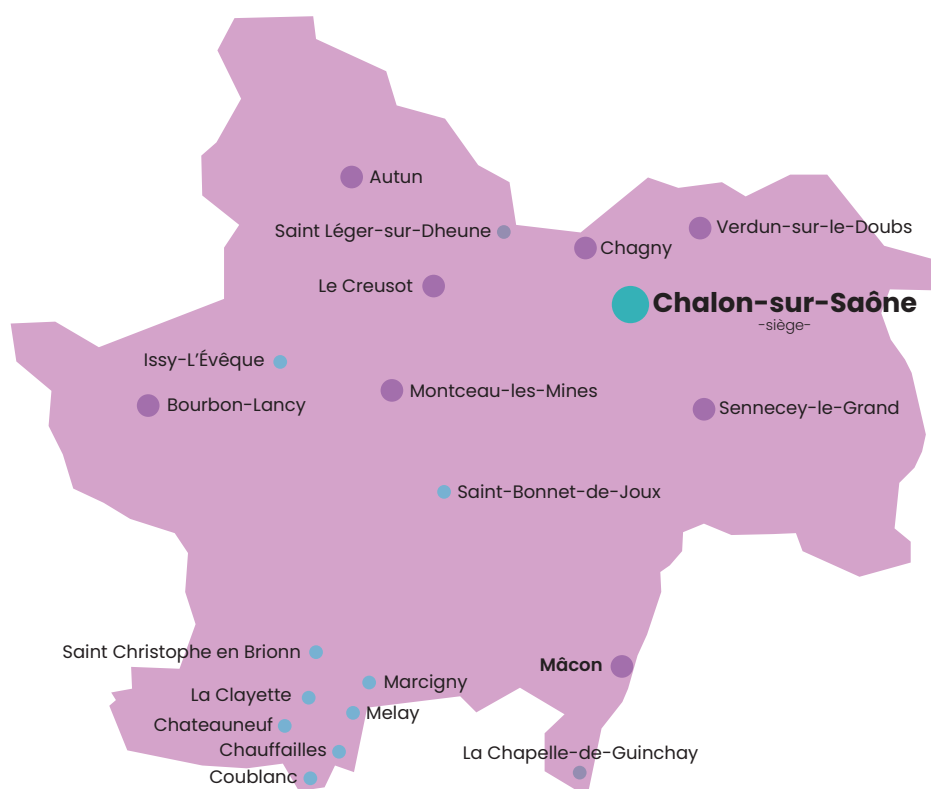 Autun
Saint Léger-sur-Dheune
Verdun-sur-le-Doubs
Chagny
Le Creusot
Chalon-sur-Saône
-siège-
Issy-L'Évêque
Montceau-les-Mines
Bourbon-Lancy
Sennecey-le-Grand
Saint-Bonnet-de-Joux
Saint Christophe en Brionn
Mâcon
Marcigny
La Clayette
Melay
Chateauneuf
Chauffailles
La Chapelle-de-Guinchay
Coublanc